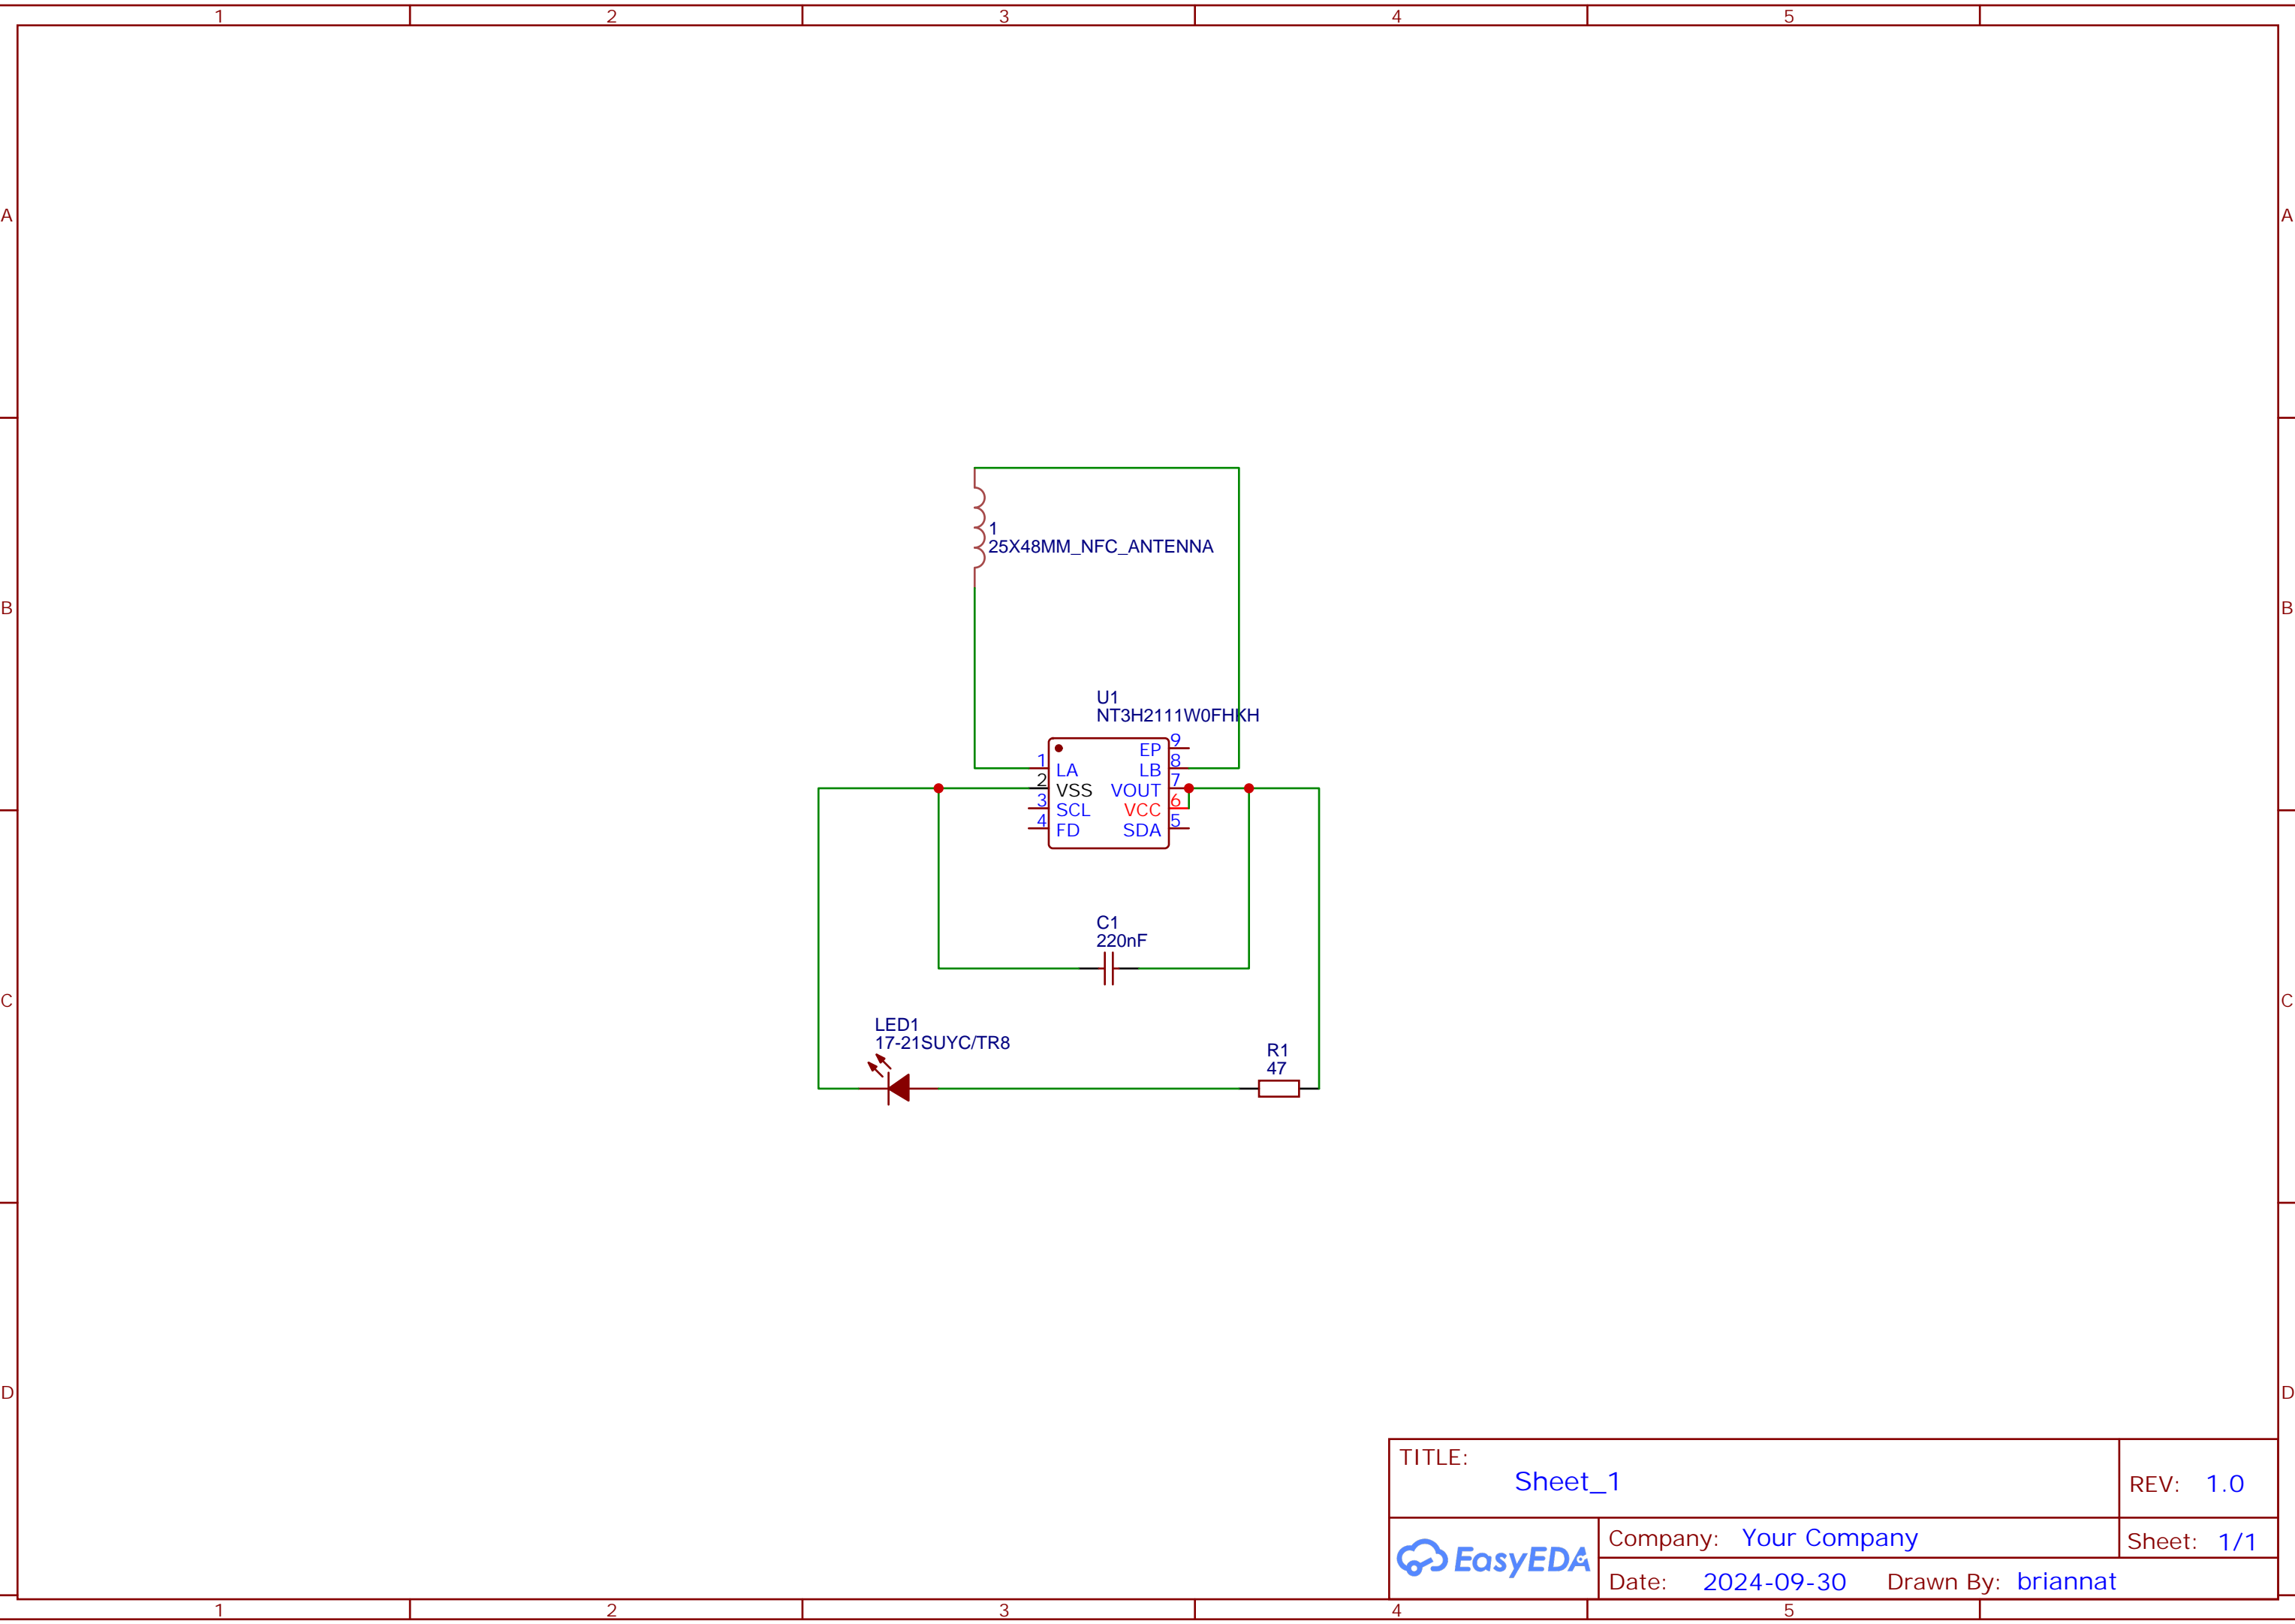 1 2 3 4 5
A A
B B
1
25X48MM_NFC_ANTENNA
U1
NT3H2111W0FHKH
EP 9
1 LA LB 8
2 VSS VOUT 7
3 SCL VCC 6
4 FD SDA 5
C1
220nF
C C
LED1
17-21SUYC/TR8
R1
47
D D
TITLE:
Sheet_1
REV: 1.0
EasyEDA
Company: Your Company
Sheet: 1/1
Date: 2024-09-30 Drawn By: briannat
1 2 3 4 5